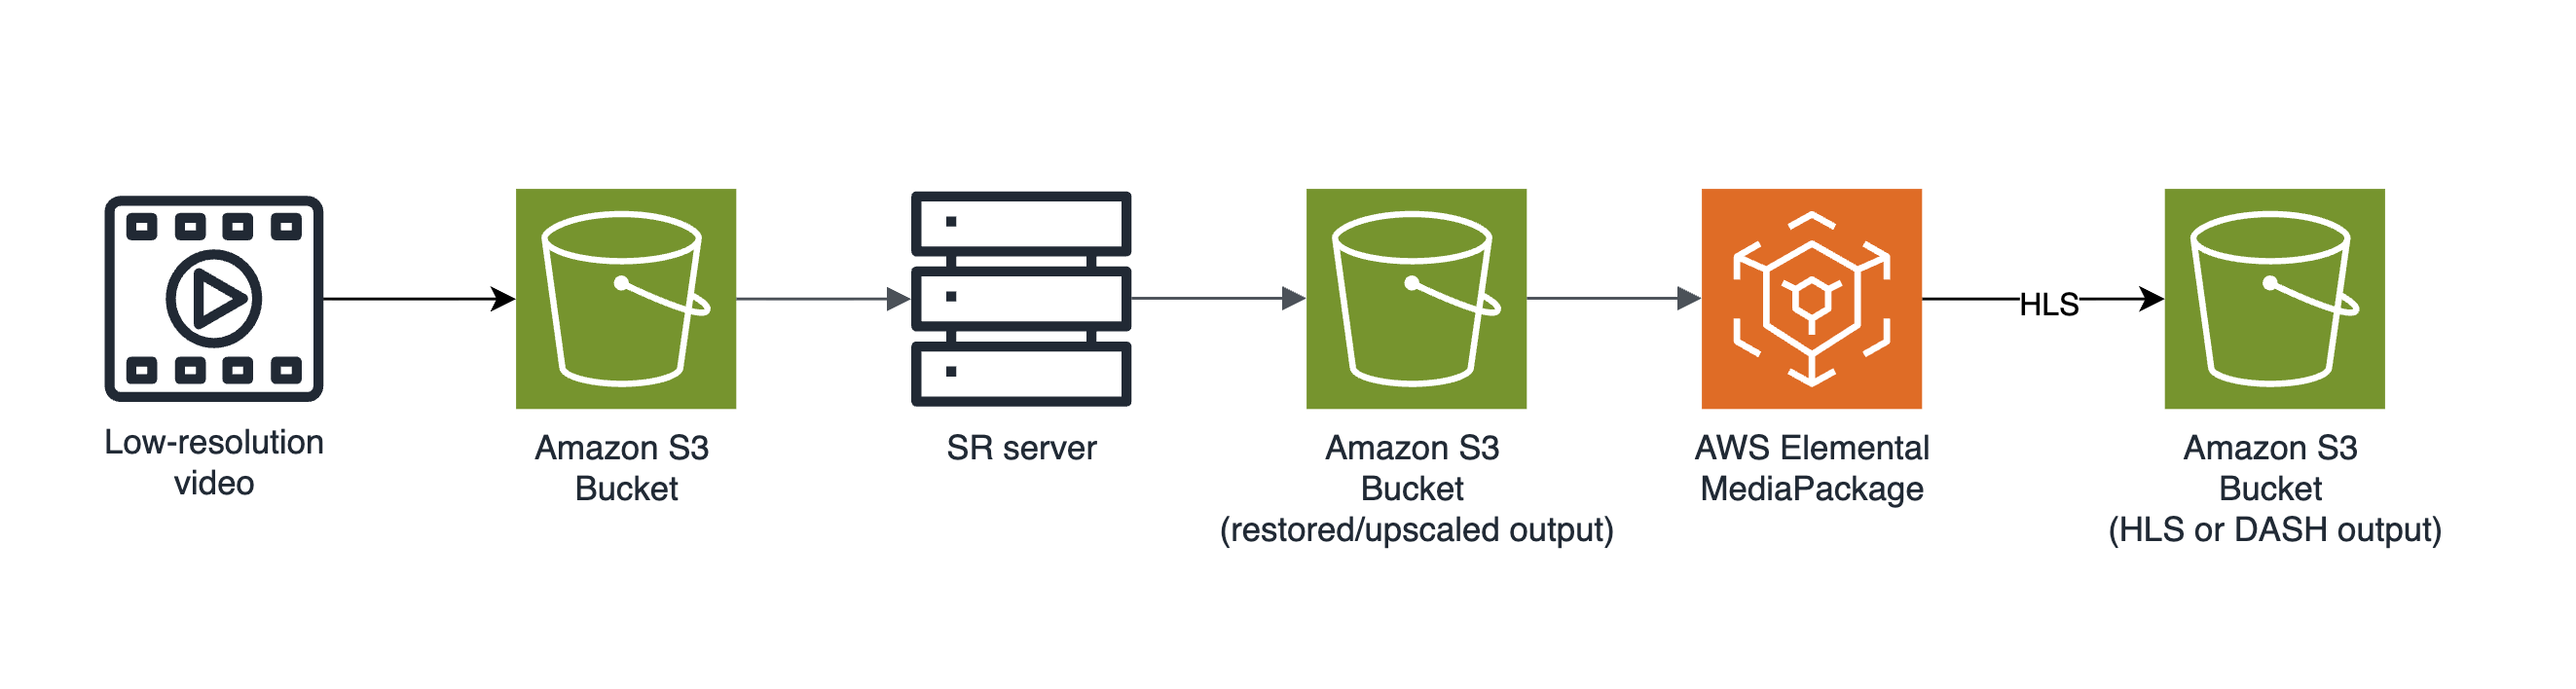 Low-resolution
video
Amazon S3
Bucket
SR server
Amazon S3
Bucket
(restored/upscaled output)
AWS Elemental
MediaPackage
HLS
Amazon S3
Bucket
(HLS or DASH output)